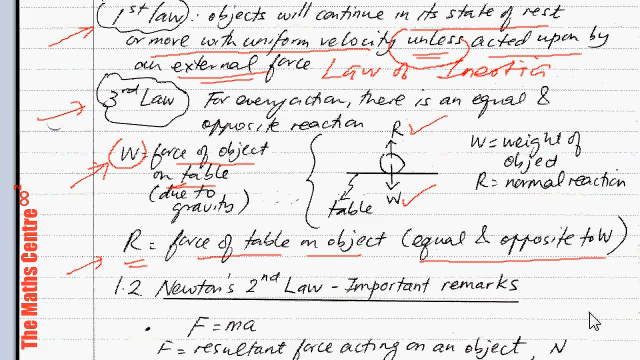 1st law : objects will continue in its state of rest
or move with uniform velocity unless acted upon by
an external force Law of Inertia
3rd Law For every action, there is an equal &
opposite reaction
R
W = force of object
on table
(due to
gravity)
W
table
W = weight of
object
R = normal reaction
R = force of table on object (equal & opposite to W)
1.2 Newton's 2nd Law - Important remarks
• F = ma
F = resultant force acting on an object, N
The Maths Centre ∞